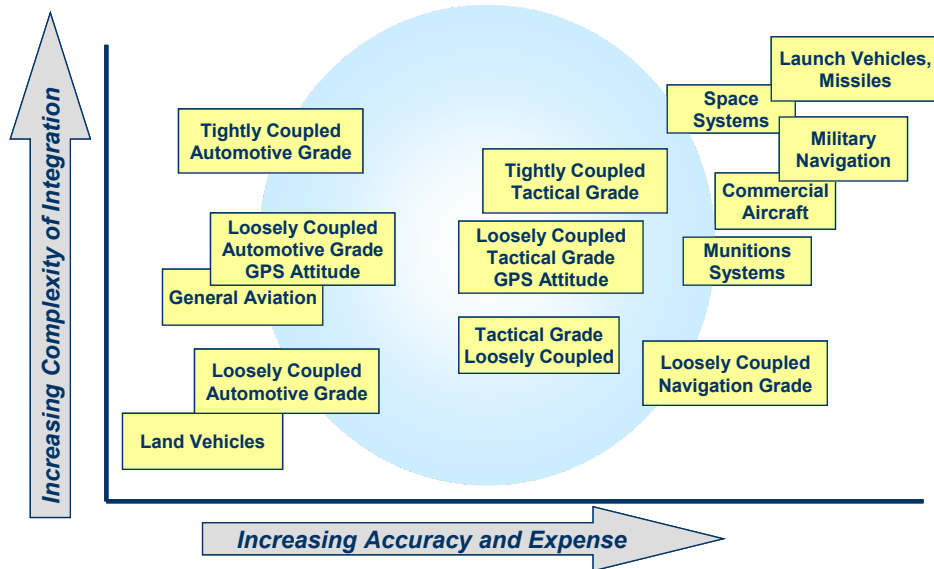 Increasing Complexity of Integration
Launch Vehicles,
Missiles
Space
Systems
Military
Navigation
Tightly Coupled
Automotive Grade
Tightly Coupled
Tactical Grade
Commercial
Aircraft
Loosely Coupled
Automotive Grade
GPS Attitude
Loosely Coupled
Tactical Grade
GPS Attitude
Munitions
Systems
General Aviation
Tactical Grade
Loosely Coupled
Loosely Coupled
Navigation Grade
Loosely Coupled
Automotive Grade
Land Vehicles
Increasing Accuracy and Expense